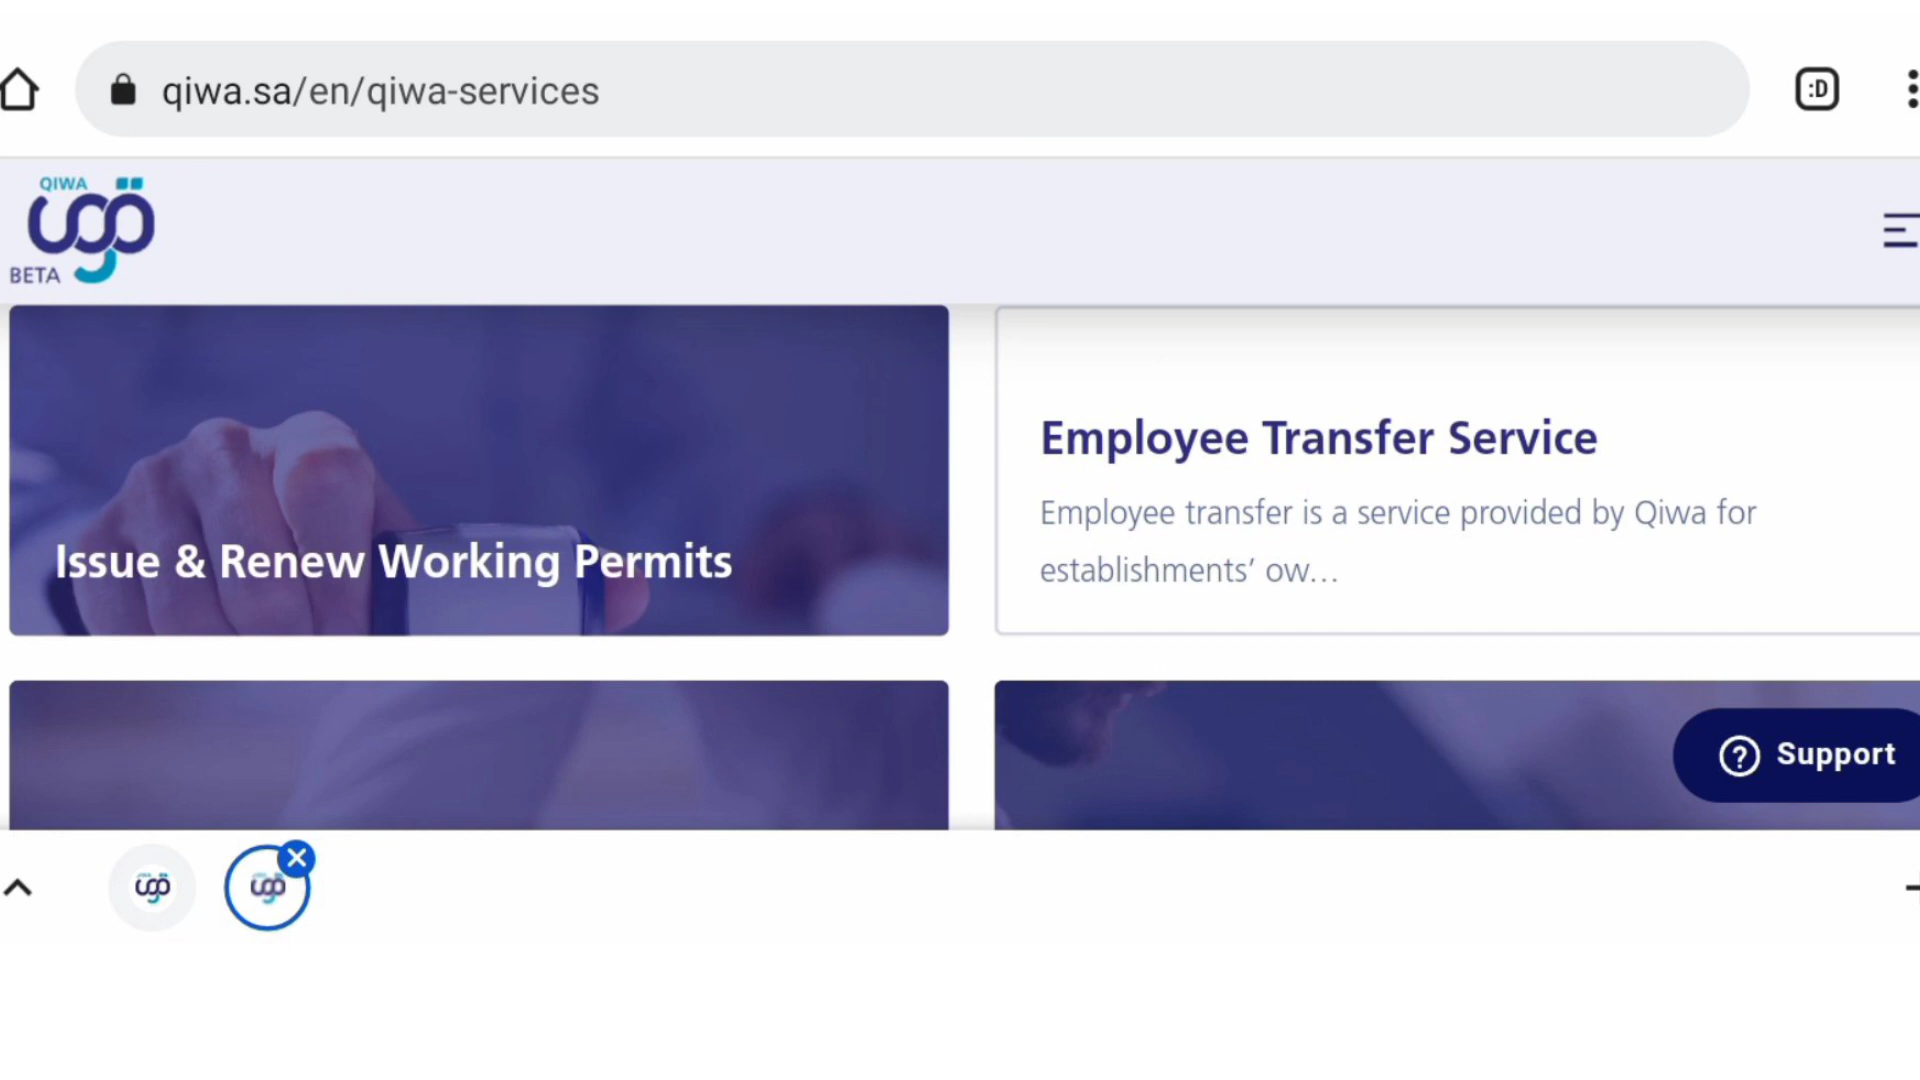 :D
qiwa.sa/en/qiwa-services
QIWA
قوى
BETA
Issue & Renew Working Permits
Employee Transfer Service
Employee transfer is a service provided by Qiwa for
establishments’ ow...
Support